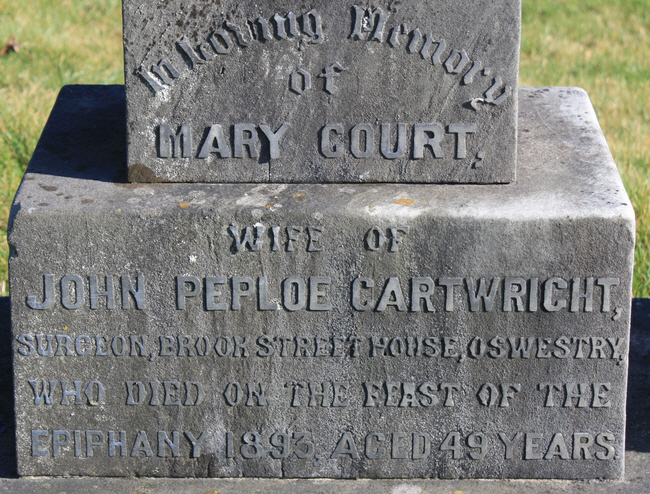 In Loving Memory
of
MARY COURT,
WIFE OF
JOHN PEPLOE CARTWRIGHT,
SURGEON, BROOK STREET HOUSE, OSWESTRY,
WHO DIED ON THE FEAST OF THE
EPIPHANY 1893. AGED 49 YEARS.